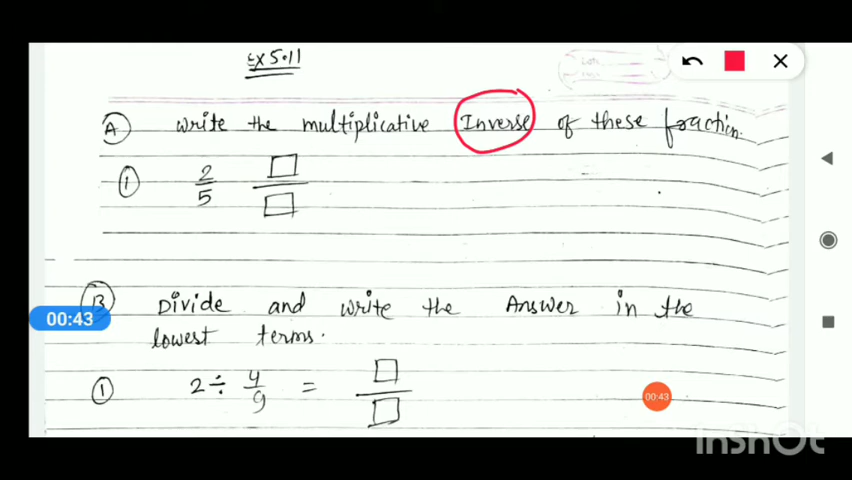 Ex 5.11
A Write the multiplicative Inverse of these fraction.
1 2/5 □/□
B Divide and write the Answer in the
00:43
lowest terms.
1 2 ÷ 4/9 = □/□
00:43
InShOt